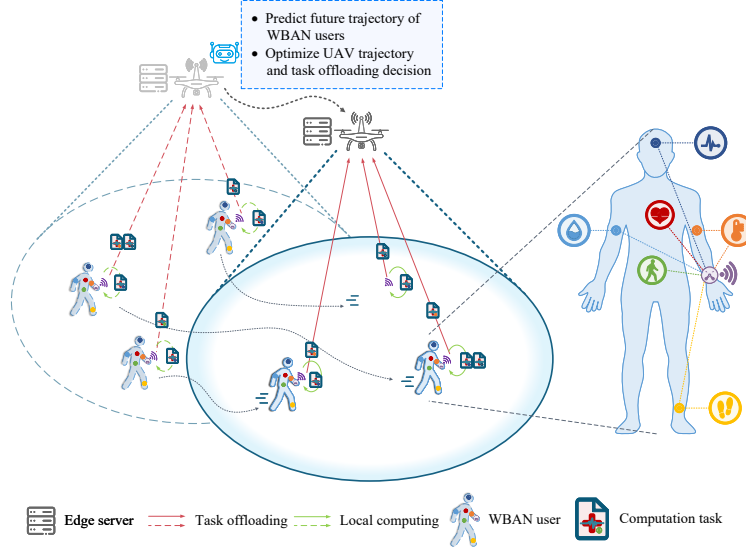 • Predict future trajectory of
WBAN users
• Optimize UAV trajectory
and task offloading decision
Edge server
Task offloading
Local computing
WBAN user
Computation task